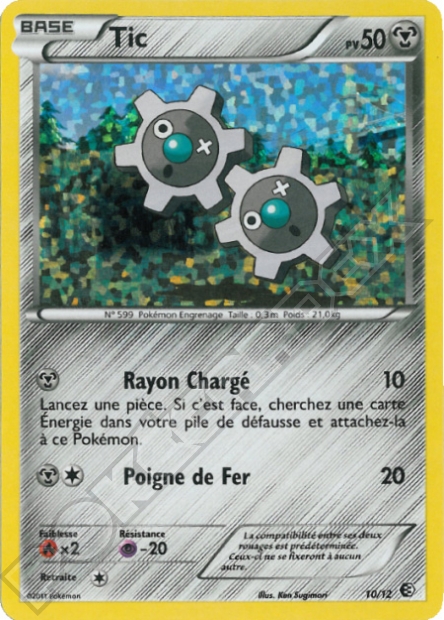 BASE Tic PV50
N° 599 Pokémon Engrenage Taille : 0,3m Poids : 21,0kg
Rayon Chargé 10
Lancez une pièce. Si c'est face, cherchez une carte
Énergie dans votre pile de défausse et attachez-la
à ce Pokémon.
Poigne de Fer 20
Faiblesse Résistance
×2 -20
Retraite
La compatibilité entre ses deux
rouages est prédéterminée.
Ceux-ci ne se fixeront à aucun
autre.
©2011 Pokémon illus. Ken Sugimori 10/12